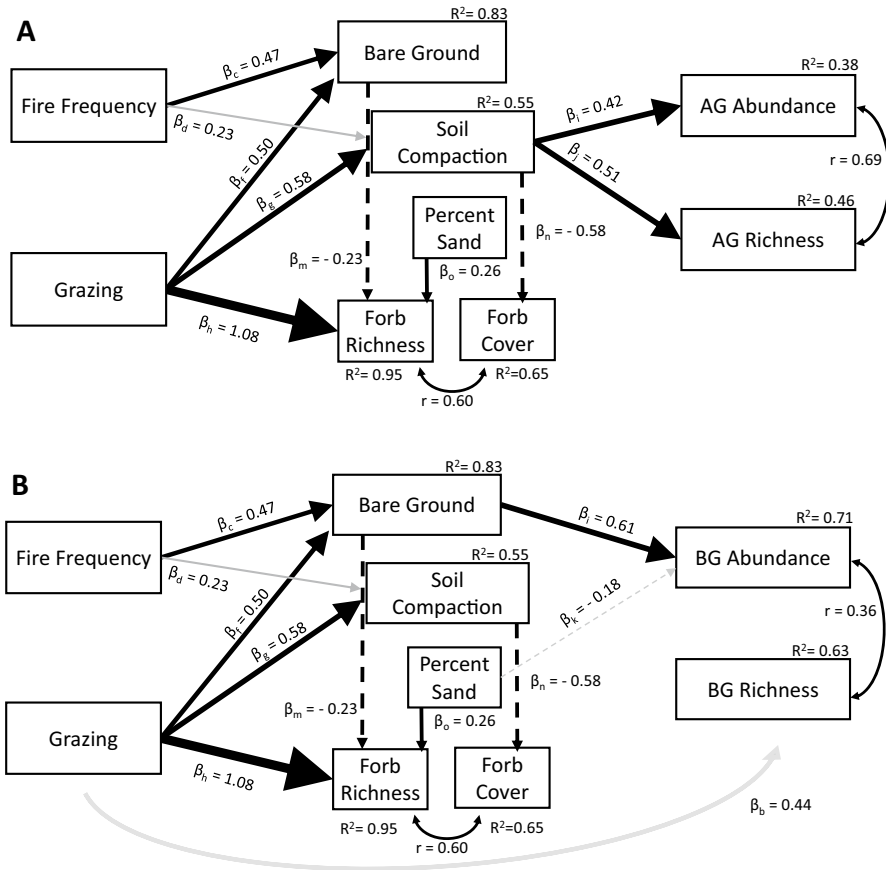 A
R²= 0.83
Bare Ground
Fire Frequency
βc = 0.47
βd = 0.23
R²= 0.55
Soil
Compaction
βi = 0.42
R²= 0.38
AG Abundance
r = 0.69
βf = 0.50
βg = 0.58
βj = 0.51
R²= 0.46
AG Richness
Percent
Sand
βn = - 0.58
βm = - 0.23
βo = 0.26
Grazing
βh = 1.08
Forb
Richness
Forb
Cover
R²= 0.95
R²=0.65
r = 0.60
B
R²= 0.83
Bare Ground
Fire Frequency
βc = 0.47
βd = 0.23
R²= 0.55
Soil
Compaction
βi = 0.61
R²= 0.71
BG Abundance
r = 0.36
βf = 0.50
βg = 0.58
βk = - 0.18
R²= 0.63
BG Richness
Percent
Sand
βn = - 0.58
βm = - 0.23
βo = 0.26
Grazing
βh = 1.08
Forb
Richness
Forb
Cover
R²= 0.95
R²=0.65
r = 0.60
βb = 0.44